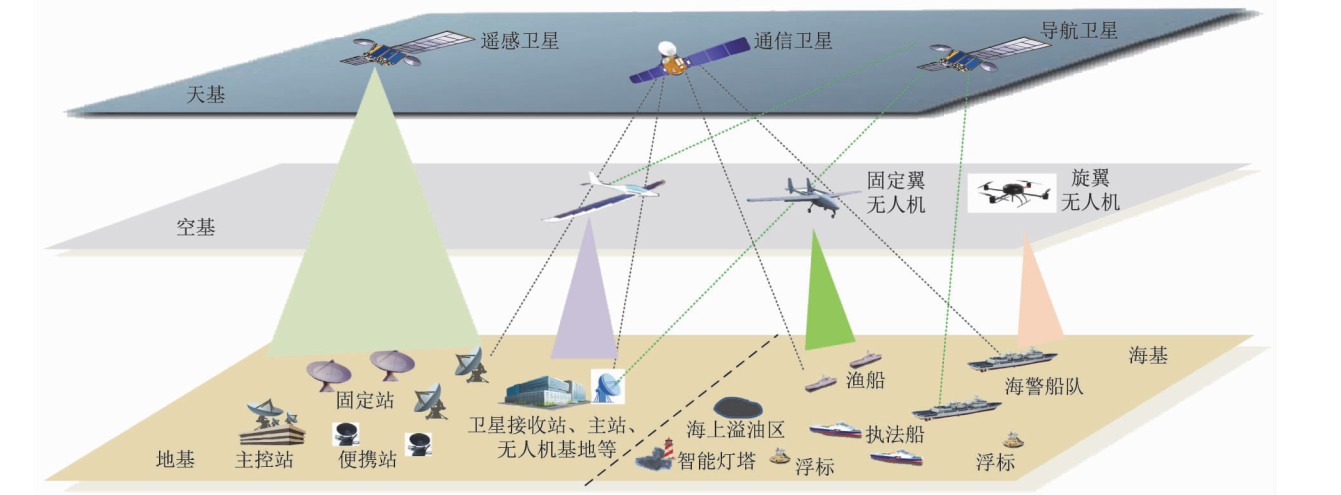 遥感卫星
通信卫星
导航卫星
天基
固定翼
无人机
旋翼
无人机
空基
海基
渔船
海警船队
固定站
卫星接收站、主站、
无人机基地等
海上溢油区
执法船
地基
主控站
便携站
智能灯塔
浮标
浮标